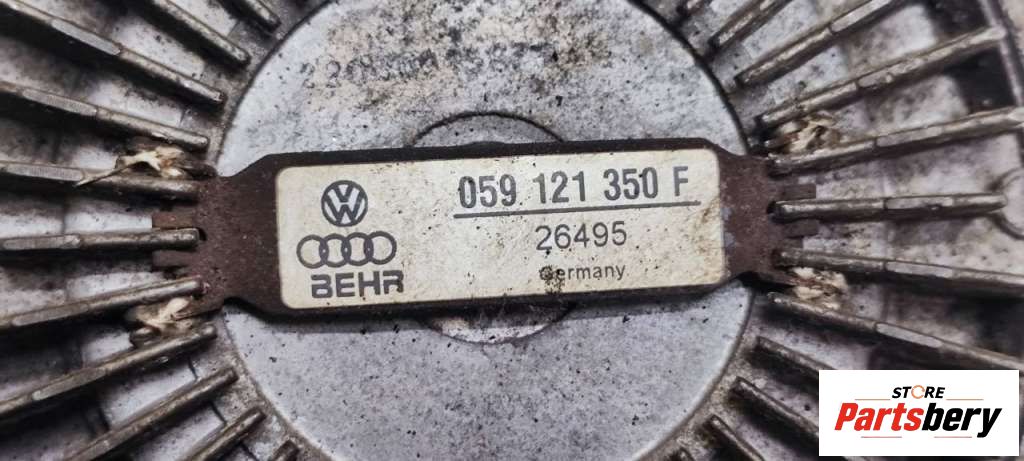 059 121 350 F
26495
Germany
BEHR
STORE
Partsbery